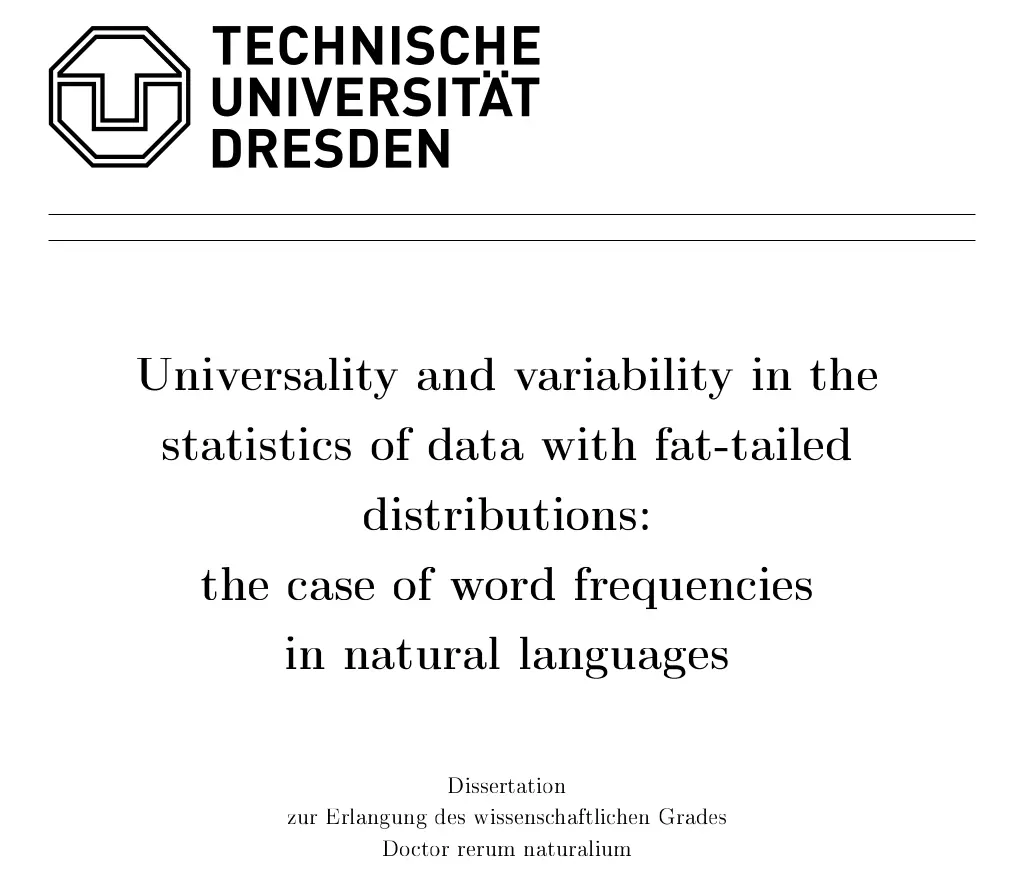 TECHNISCHE
UNIVERSITÄT
DRESDEN
Universality and variability in the
statistics of data with fat-tailed
distributions:
the case of word frequencies
in natural languages
Dissertation
zur Erlangung des wissenschaftlichen Grades
Doctor rerum naturalium